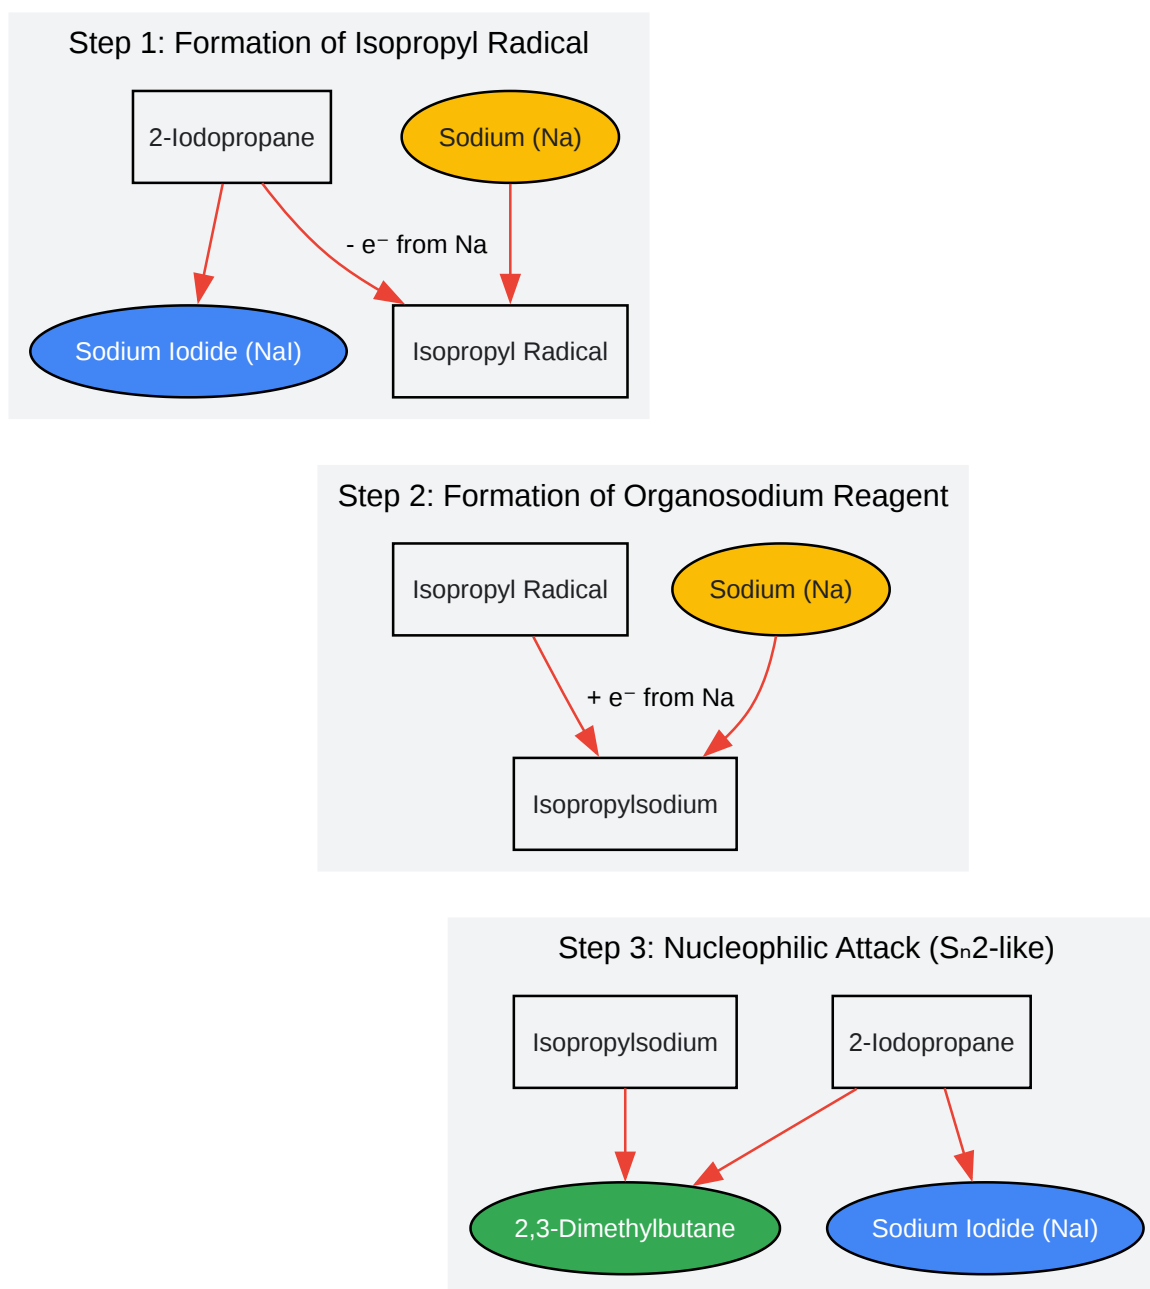 Step 1: Formation of Isopropyl Radical
2-Iodopropane
Sodium (Na)
- e⁻ from Na
Sodium Iodide (NaI)
Isopropyl Radical
Step 2: Formation of Organosodium Reagent
Isopropyl Radical
Sodium (Na)
+ e⁻ from Na
Isopropylsodium
Step 3: Nucleophilic Attack (Sₙ2-like)
Isopropylsodium
2-Iodopropane
2,3-Dimethylbutane
Sodium Iodide (NaI)